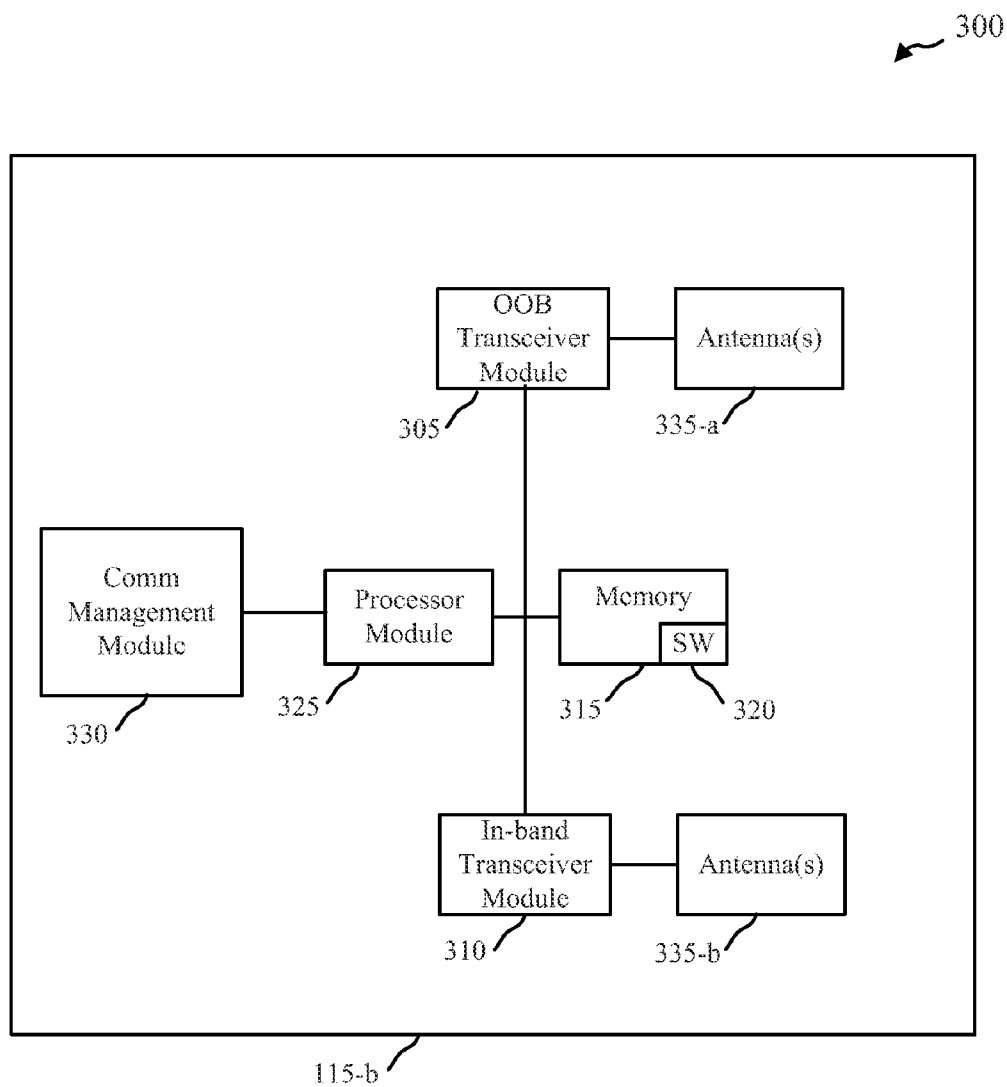 300
OOB
Transceiver
Module
Antenna(s)
305
335-a
Comm
Management
Module
Processor
Module
Memory
SW
330
325
315
320
In-band
Transceiver
Module
Antenna(s)
310
335-b
115-b